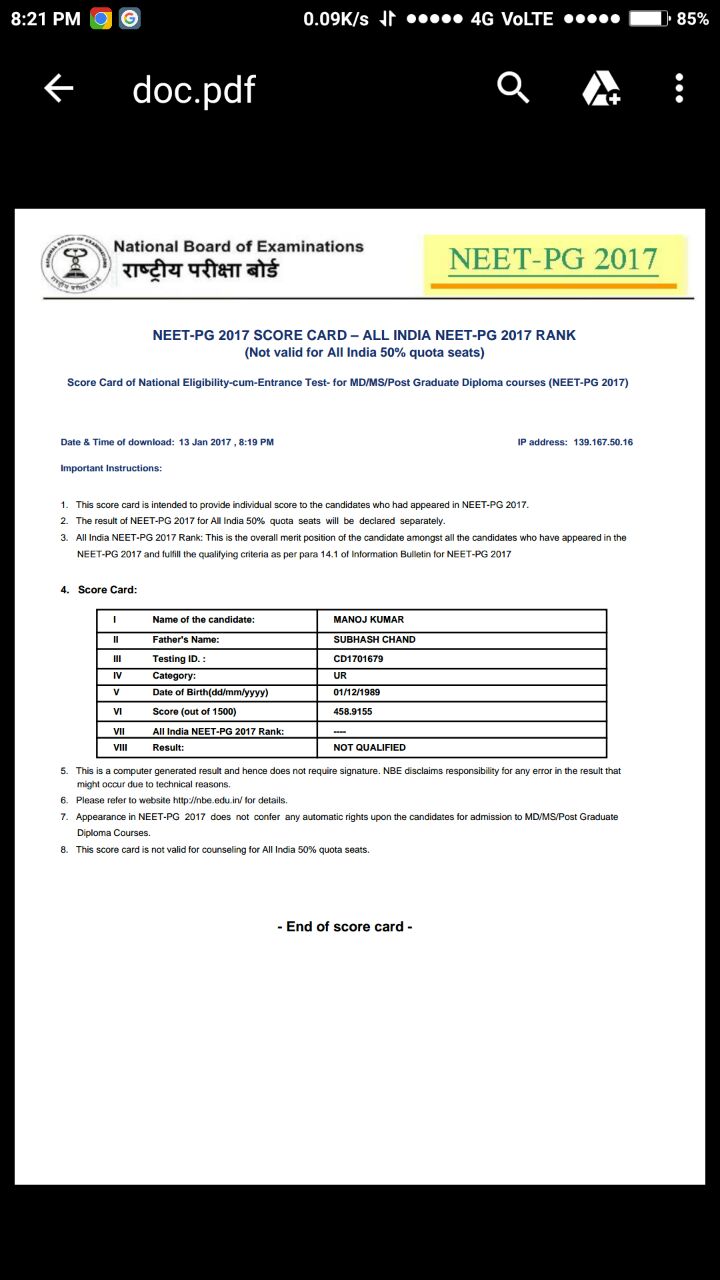 8:21 PM 0.09K/s 4G VoLTE 85%
doc.pdf
National Board of Examinations
राष्ट्रीय परीक्षा बोर्ड
NEET-PG 2017
NEET-PG 2017 SCORE CARD – ALL INDIA NEET-PG 2017 RANK
(Not valid for All India 50% quota seats)
Score Card of National Eligibility-cum-Entrance Test- for MD/MS/Post Graduate Diploma courses (NEET-PG 2017)
Date & Time of download: 13 Jan 2017 , 8:19 PM IP address: 139.167.50.16
Important Instructions:
1. This score card is intended to provide individual score to the candidates who had appeared in NEET-PG 2017.
2. The result of NEET-PG 2017 for All India 50% quota seats will be declared separately.
3. All India NEET-PG 2017 Rank: This is the overall merit position of the candidate amongst all the candidates who have appeared in the
NEET-PG 2017 and fulfill the qualifying criteria as per para 14.1 of Information Bulletin for NEET-PG 2017
4. Score Card:
I Name of the candidate: MANOJ KUMAR
II Father's Name: SUBHASH CHAND
III Testing ID. : CD1701679
IV Category: UR
V Date of Birth(dd/mm/yyyy) 01/12/1989
VI Score (out of 1500) 458.9155
VII All India NEET-PG 2017 Rank: ----
VIII Result: NOT QUALIFIED
5. This is a computer generated result and hence does not require signature. NBE disclaims responsibility for any error in the result that
might occur due to technical reasons.
6. Please refer to website http://nbe.edu.in/ for details.
7. Appearance in NEET-PG 2017 does not confer any automatic rights upon the candidates for admission to MD/MS/Post Graduate
Diploma Courses.
8. This score card is not valid for counseling for All India 50% quota seats.
- End of score card -